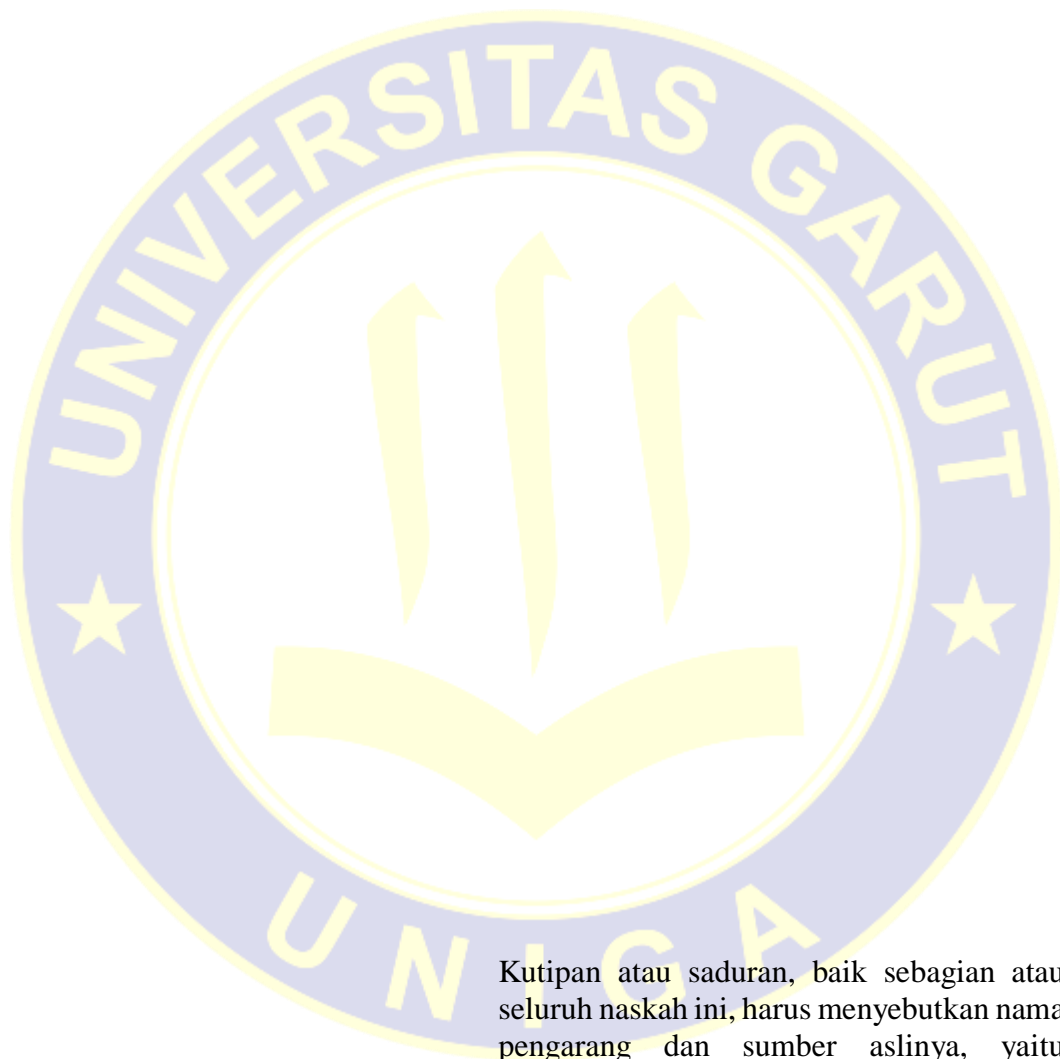 UNIVERSITAS GARUT
UNIGA
Kutipan atau saduran, baik sebagian atau
seluruh naskah ini, harus menyebutkan nama
pengarang dan sumber aslinya, yaitu